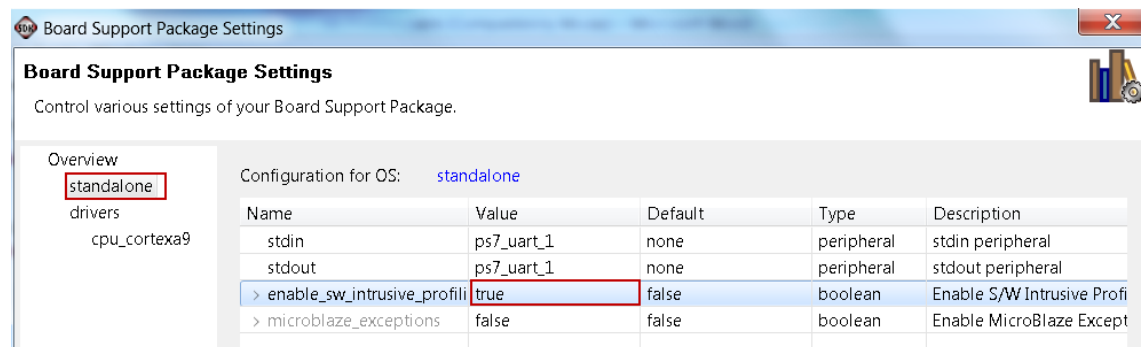 SDK Board Support Package Settings
Board Support Package Settings
Control various settings of your Board Support Package.
Overview
standalone
drivers
cpu_cortexa9
Configuration for OS: standalone
Name Value Default Type Description
stdin ps7_uart_1 none peripheral stdin peripheral
stdout ps7_uart_1 none peripheral stdout peripheral
> enable_sw_intrusive_profili true false boolean Enable S/W Intrusive Profi
> microblaze_exceptions false false boolean Enable MicroBlaze Except